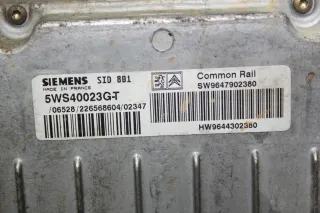 SIEMENS SID 801
MADE IN FRANCE
5WS40023G-T
/06528/226568604/02347
Common Rail
SW9647902380
HW9644302380